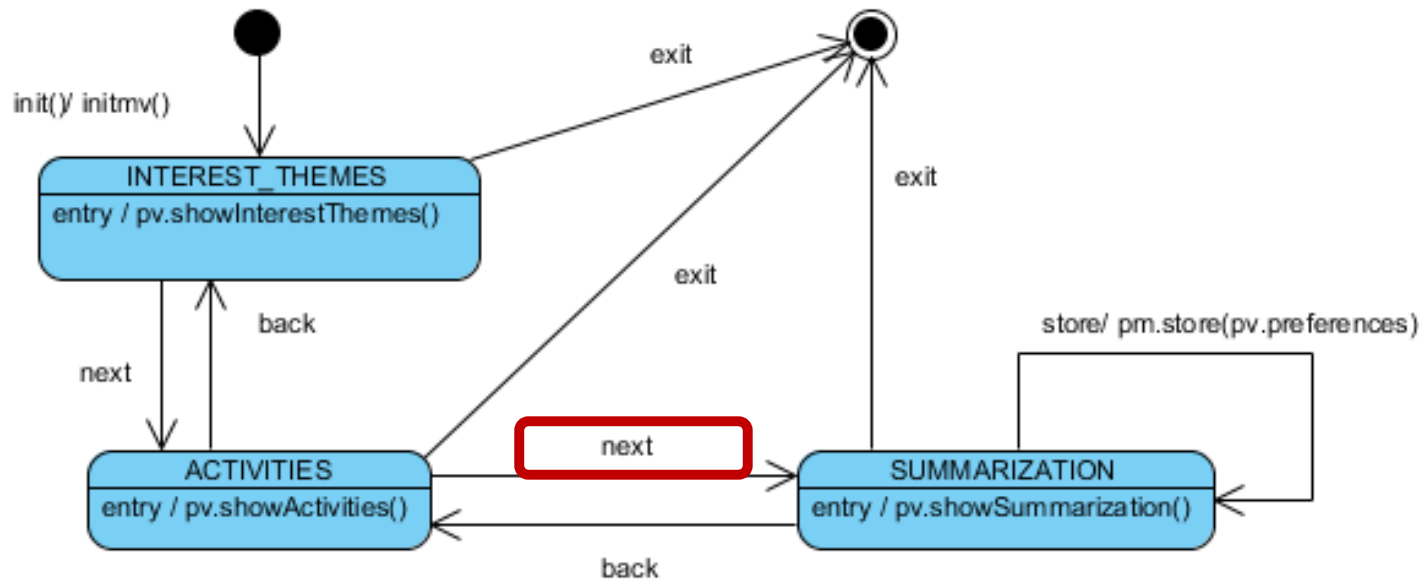 exit
init()/ initmv()
INTEREST_THEMES
entry / pv.showInterestThemes()
exit
exit
back
store/ pm.store(pv.preferences)
next
next
ACTIVITIES
entry / pv.showActivities()
SUMMARIZATION
entry / pv.showSummarization()
back